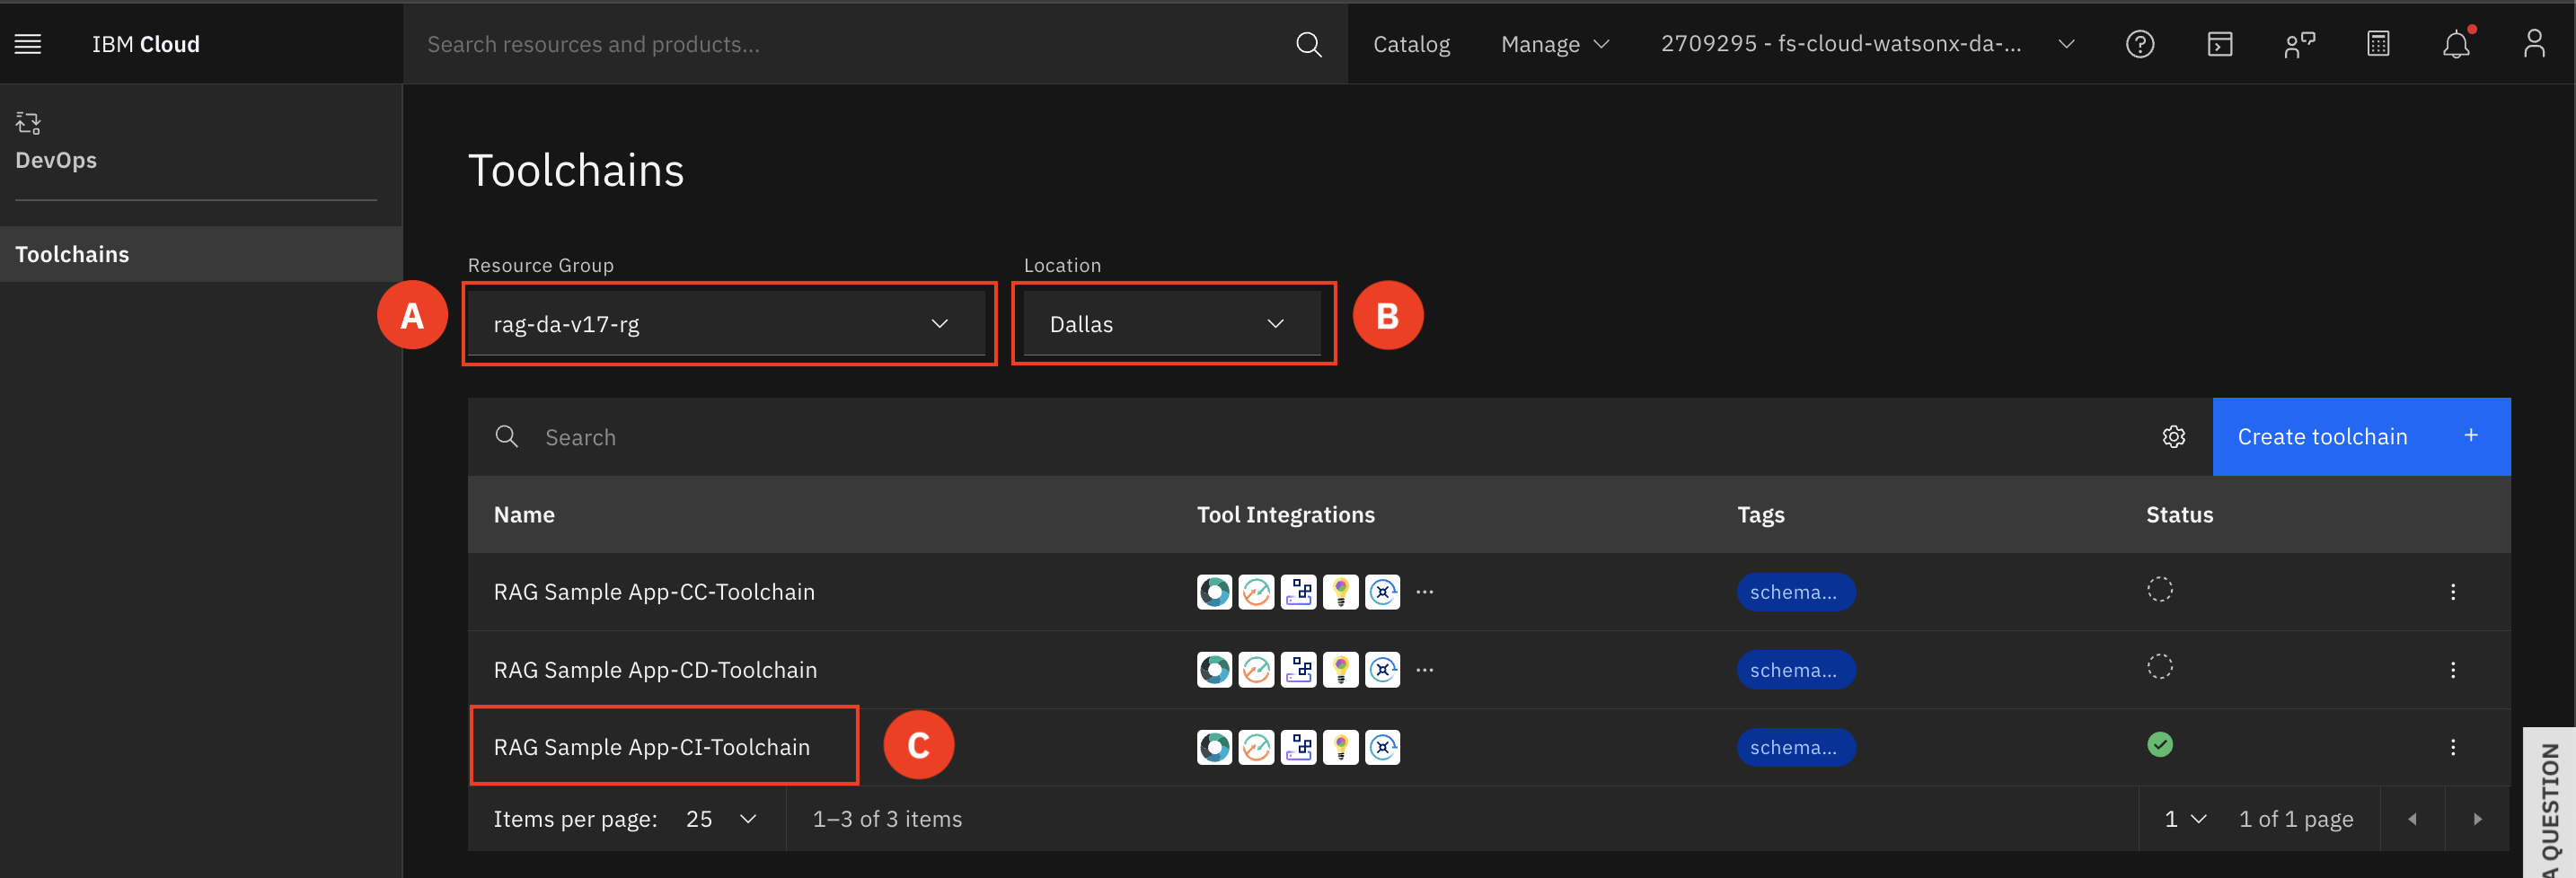 IBM Cloud
Search resources and products...
Catalog
Manage
2709295 - fs-cloud-watsonx-da-...
DevOps
Toolchains
Toolchains
Resource Group
Location
A
rag-da-v17-rg
Dallas
B
Search
Create toolchain +
Name
Tool Integrations
Tags
Status
RAG Sample App-CC-Toolchain
...
schema...
RAG Sample App-CD-Toolchain
...
schema...
RAG Sample App-CI-Toolchain
C
schema...
Items per page: 25
1–3 of 3 items
1
1 of 1 page
A QUESTION